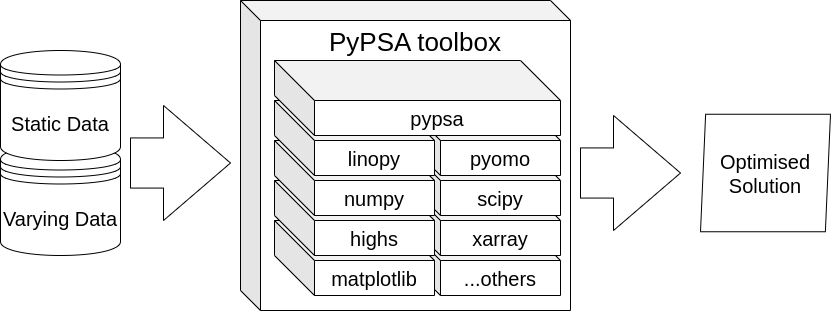 PyPSA toolbox
Static Data
Varying Data
pypsa
linopy
pyomo
numpy
scipy
highs
xarray
matplotlib
...others
Optimised
Solution